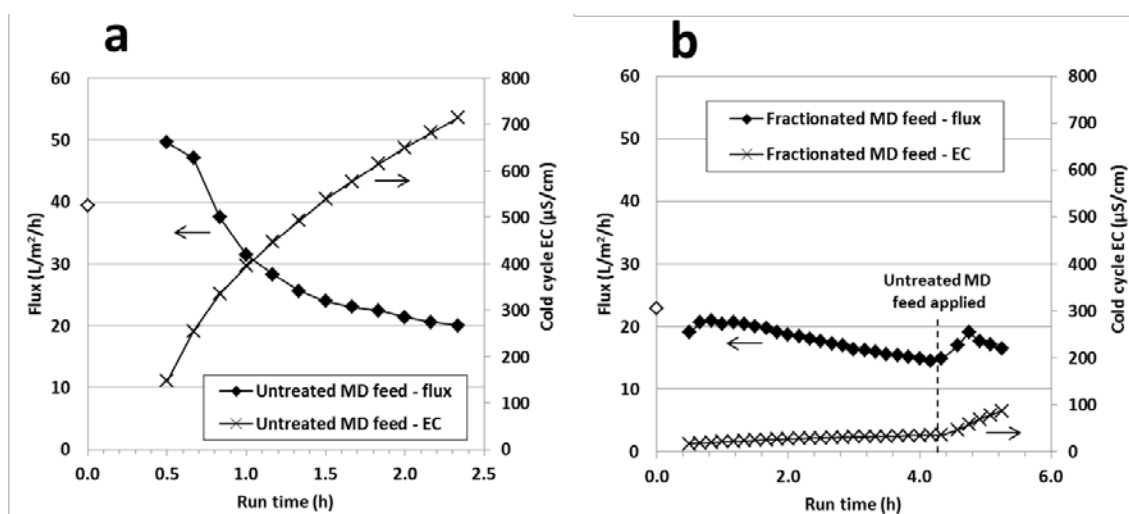 a
60
50
40
30
20
10
0
Flux (L/m²/h)
800
700
600
500
400
300
200
100
0
Cold cycle EC (µS/cm)
Untreated MD feed - flux
Untreated MD feed - EC
0.0 0.5 1.0 1.5 2.0 2.5
Run time (h)
b
60
50
40
30
20
10
0
Flux (L/m²/h)
800
700
600
500
400
300
200
100
0
Cold cycle EC (µS/cm)
Fractionated MD feed - flux
Fractionated MD feed - EC
Untreated MD
feed applied
0.0 2.0 4.0 6.0
Run time (h)